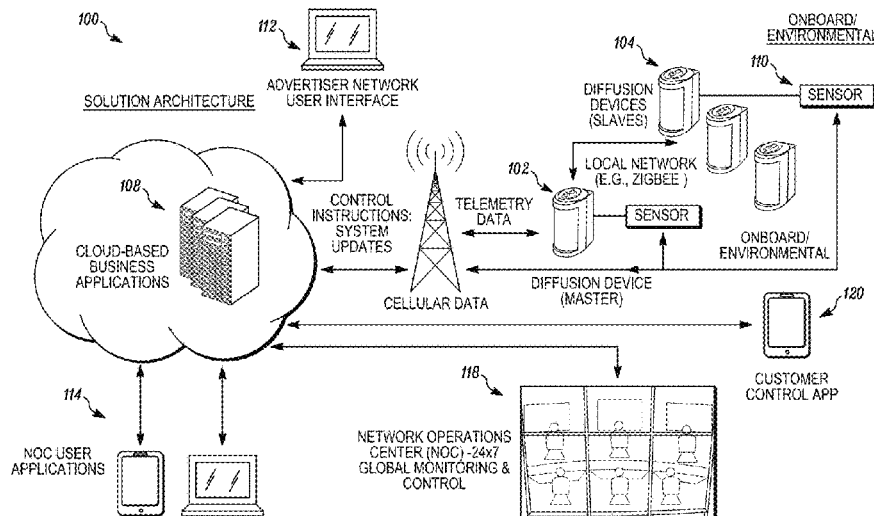 100
SOLUTION ARCHITECTURE
112
ADVERTISER NETWORK
USER INTERFACE
104
DIFFUSION
DEVICES
(SLAVES)
ONBOARD/
ENVIRONMENTAL
110
SENSOR
LOCAL NETWORK
(E.G., ZIGBEE )
102
SENSOR
ONBOARD/
ENVIRONMENTAL
108
CLOUD-BASED
BUSINESS
APPLICATIONS
CONTROL
INSTRUCTIONS:
SYSTEM
UPDATES
TELEMETRY
DATA
CELLULAR DATA
DIFFUSION DEVICE
(MASTER)
120
CUSTOMER
CONTROL APP
114
NOC USER
APPLICATIONS
118
NETWORK OPERATIONS
CENTER (NOC) -24x7
GLOBAL MONITORING &
CONTROL